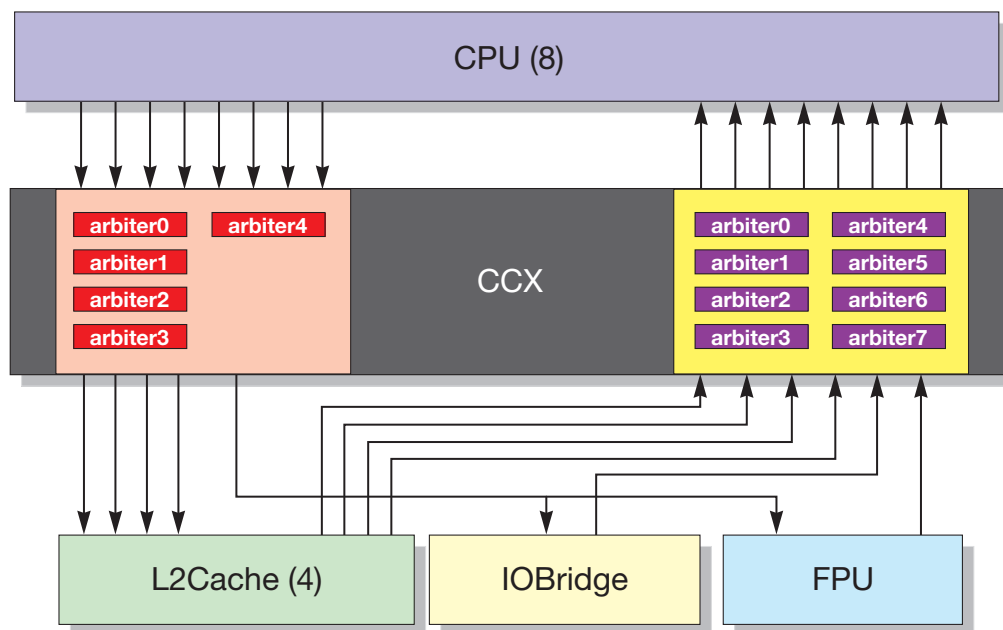 CPU (8)
arbiter0
arbiter1
arbiter2
arbiter3
arbiter4
CCX
arbiter0
arbiter1
arbiter2
arbiter3
arbiter4
arbiter5
arbiter6
arbiter7
L2Cache (4)
IOBridge
FPU